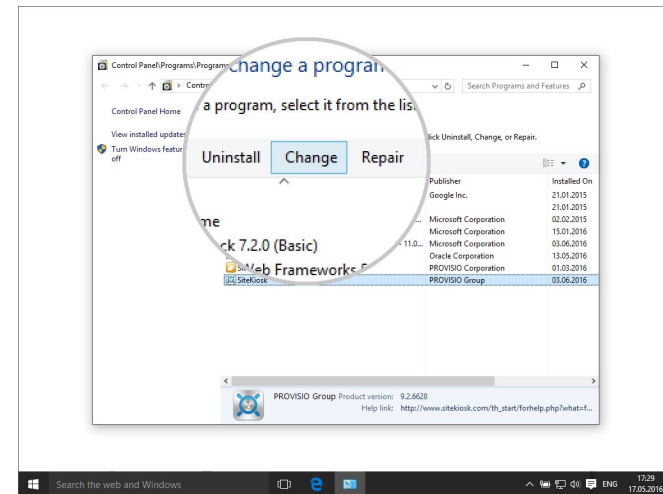 Control Panel\Programs\Program
Contro
Search Programs and Features
change a program
a program, select it from the lis
Control Panel Home
View installed updates
Turn Windows featur
off
lick Uninstall, Change, or Repair.
Uninstall Change Repair
Publisher Installed On
Google Inc. 21.01.2015
21.01.2015
me
... Microsoft Corporation 02.02.2015
Microsoft Corporation 15.01.2016
ck 7.2.0 (Basic)
- 11.0... Microsoft Corporation 03.06.2016
Oracle Corporation 13.05.2016
Web Frameworks
PROVISIO Corporation 01.03.2016
SiteKiosk PROVISIO Group 03.06.2016
PROVISIO Group Product version: 9.2.6628
Help link: http://www.sitekiosk.com/th_start/forhelp.php?what=f...
Search the web and Windows
ENG
17:29
17.05.2016